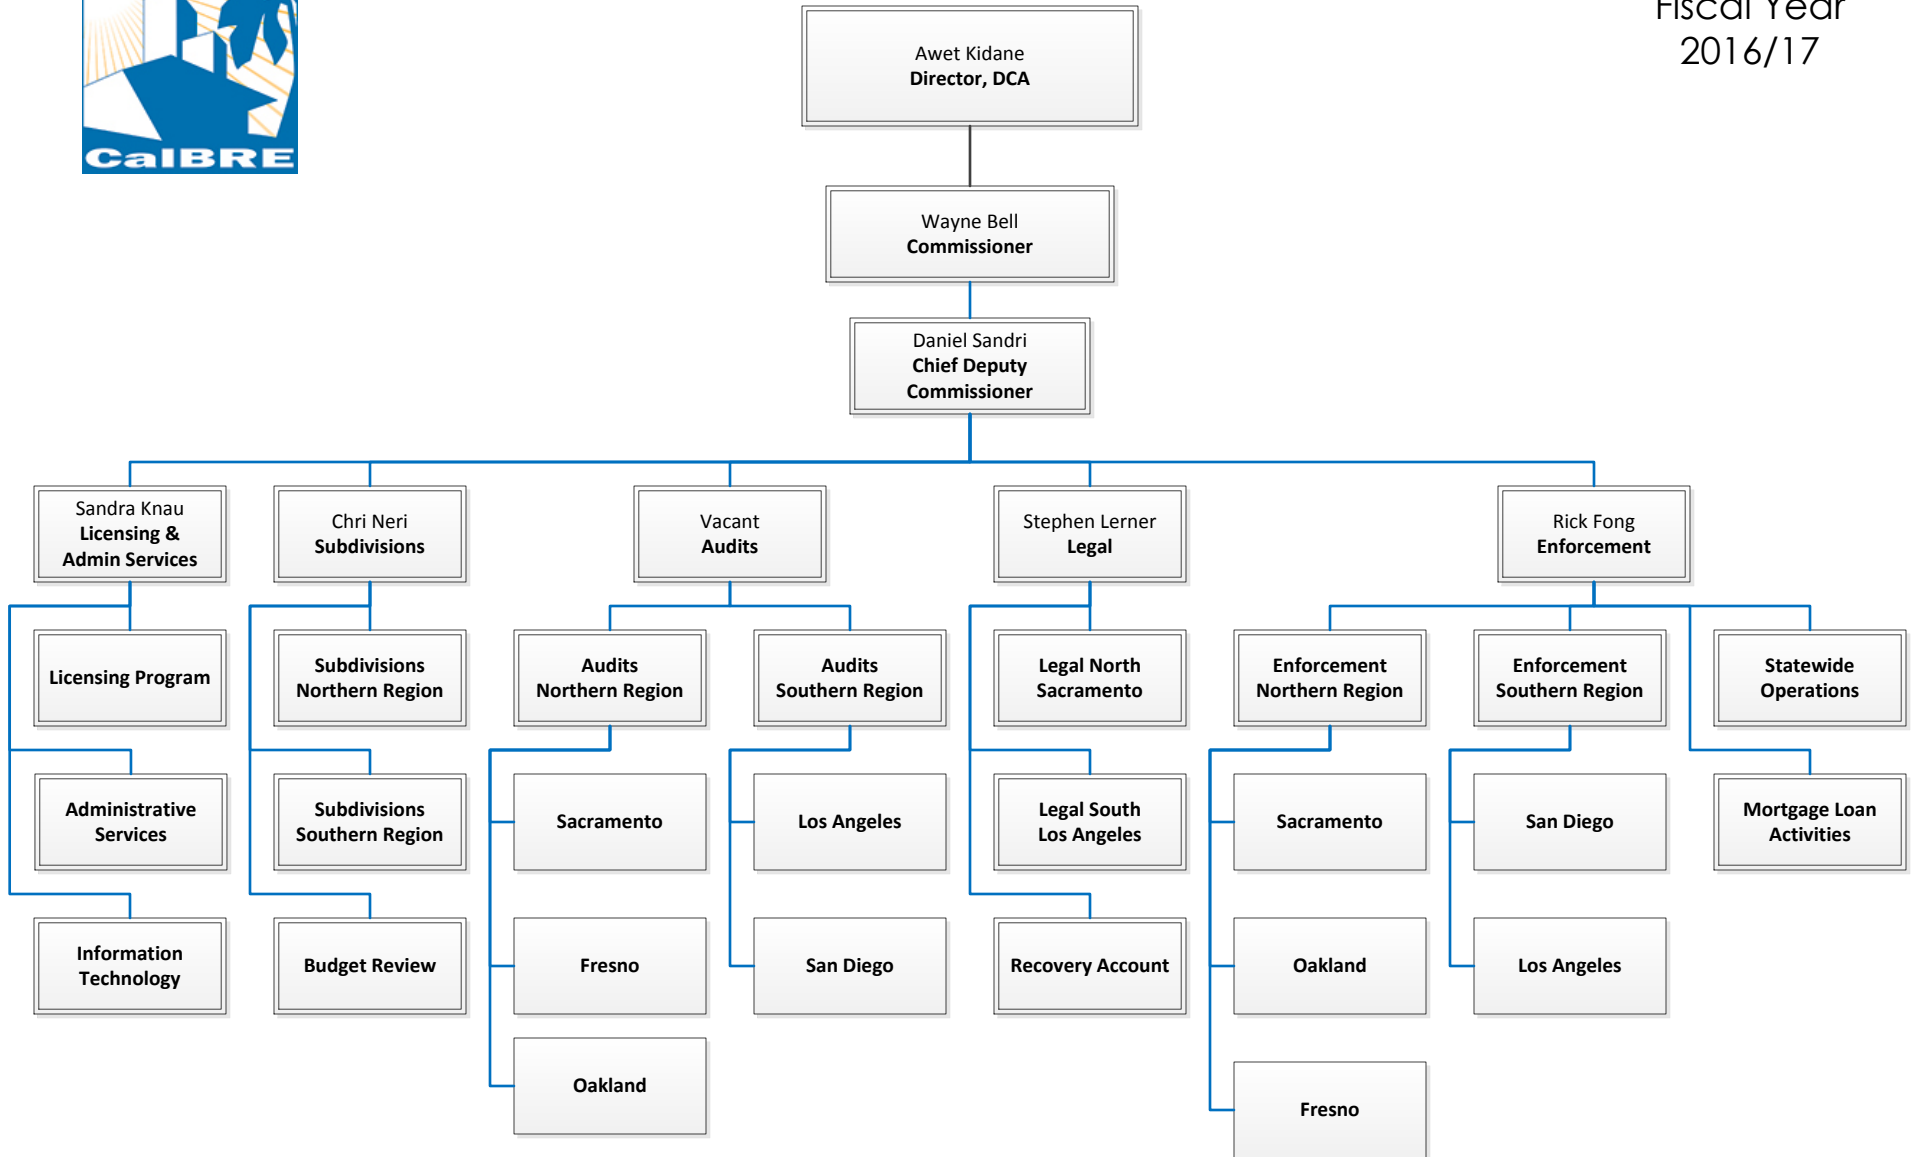 CalBRE
Fiscal Year
2016/17
Awet Kidane
Director, DCA
Wayne Bell
Commissioner
Daniel Sandri
Chief Deputy
Commissioner
Sandra Knau
Licensing &
Admin Services
Chri Neri
Subdivisions
Vacant
Audits
Stephen Lerner
Legal
Rick Fong
Enforcement
Licensing Program
Subdivisions
Northern Region
Audits
Northern Region
Audits
Southern Region
Legal North
Sacramento
Enforcement
Northern Region
Enforcement
Southern Region
Statewide
Operations
Administrative
Services
Subdivisions
Southern Region
Sacramento
Los Angeles
Legal South
Los Angeles
Sacramento
San Diego
Mortgage Loan
Activities
Information
Technology
Budget Review
Fresno
San Diego
Recovery Account
Oakland
Los Angeles
Oakland
Fresno